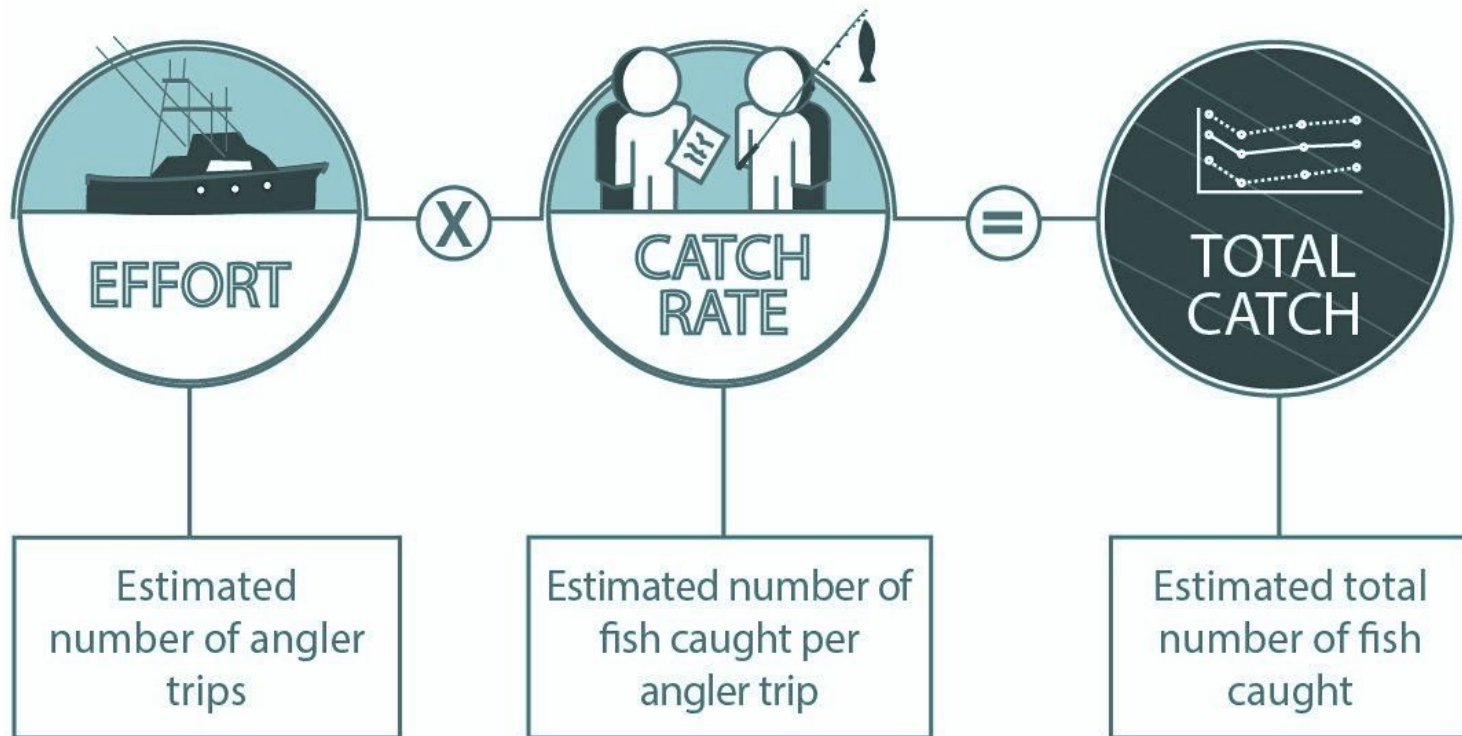 EFFORT
X
CATCH
RATE
=
TOTAL
CATCH
Estimated
number of angler
trips
Estimated number of
fish caught per
angler trip
Estimated total
number of fish
caught